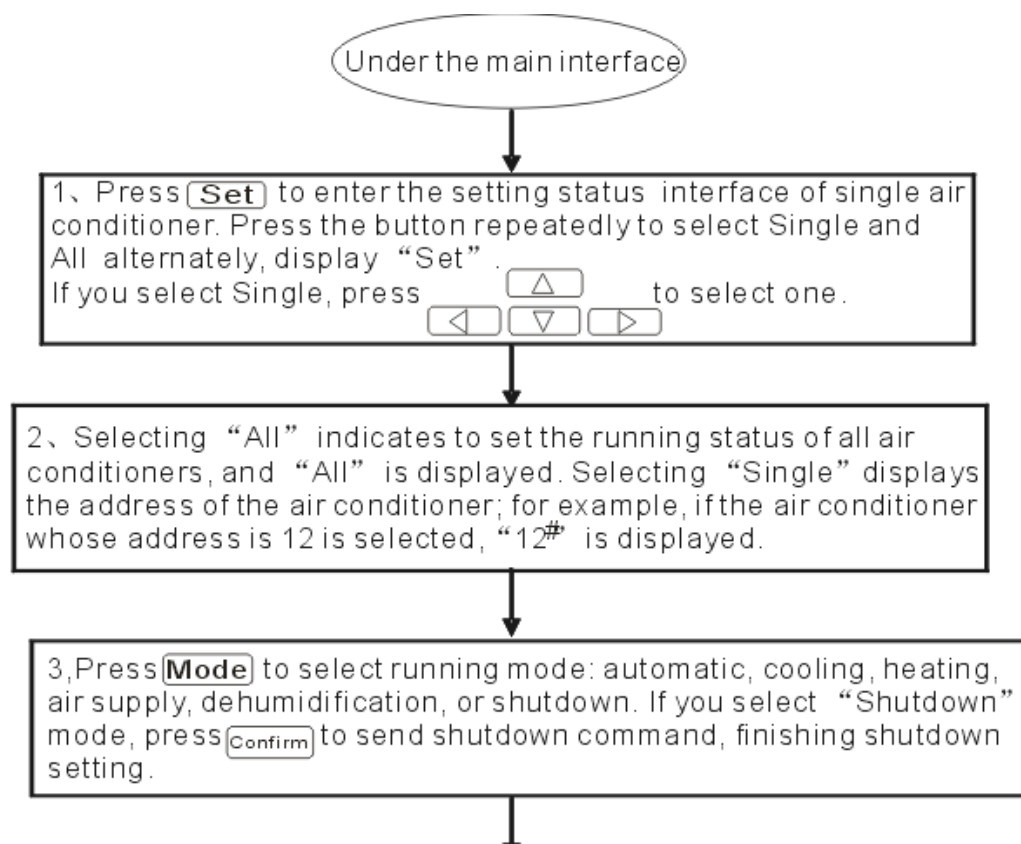 Under the main interface
1、Press Set to enter the setting status interface of single air
conditioner. Press the button repeatedly to select Single and
All alternately, display “Set”.
If you select Single, press to select one.
2、Selecting “All” indicates to set the running status of all air
conditioners, and “All” is displayed. Selecting “Single” displays
the address of the air conditioner; for example, if the air conditioner
whose address is 12 is selected, “12#” is displayed.
3,Press Mode to select running mode: automatic, cooling, heating,
air supply, dehumidification, or shutdown. If you select “Shutdown”
mode, press Confirm to send shutdown command, finishing shutdown
setting.